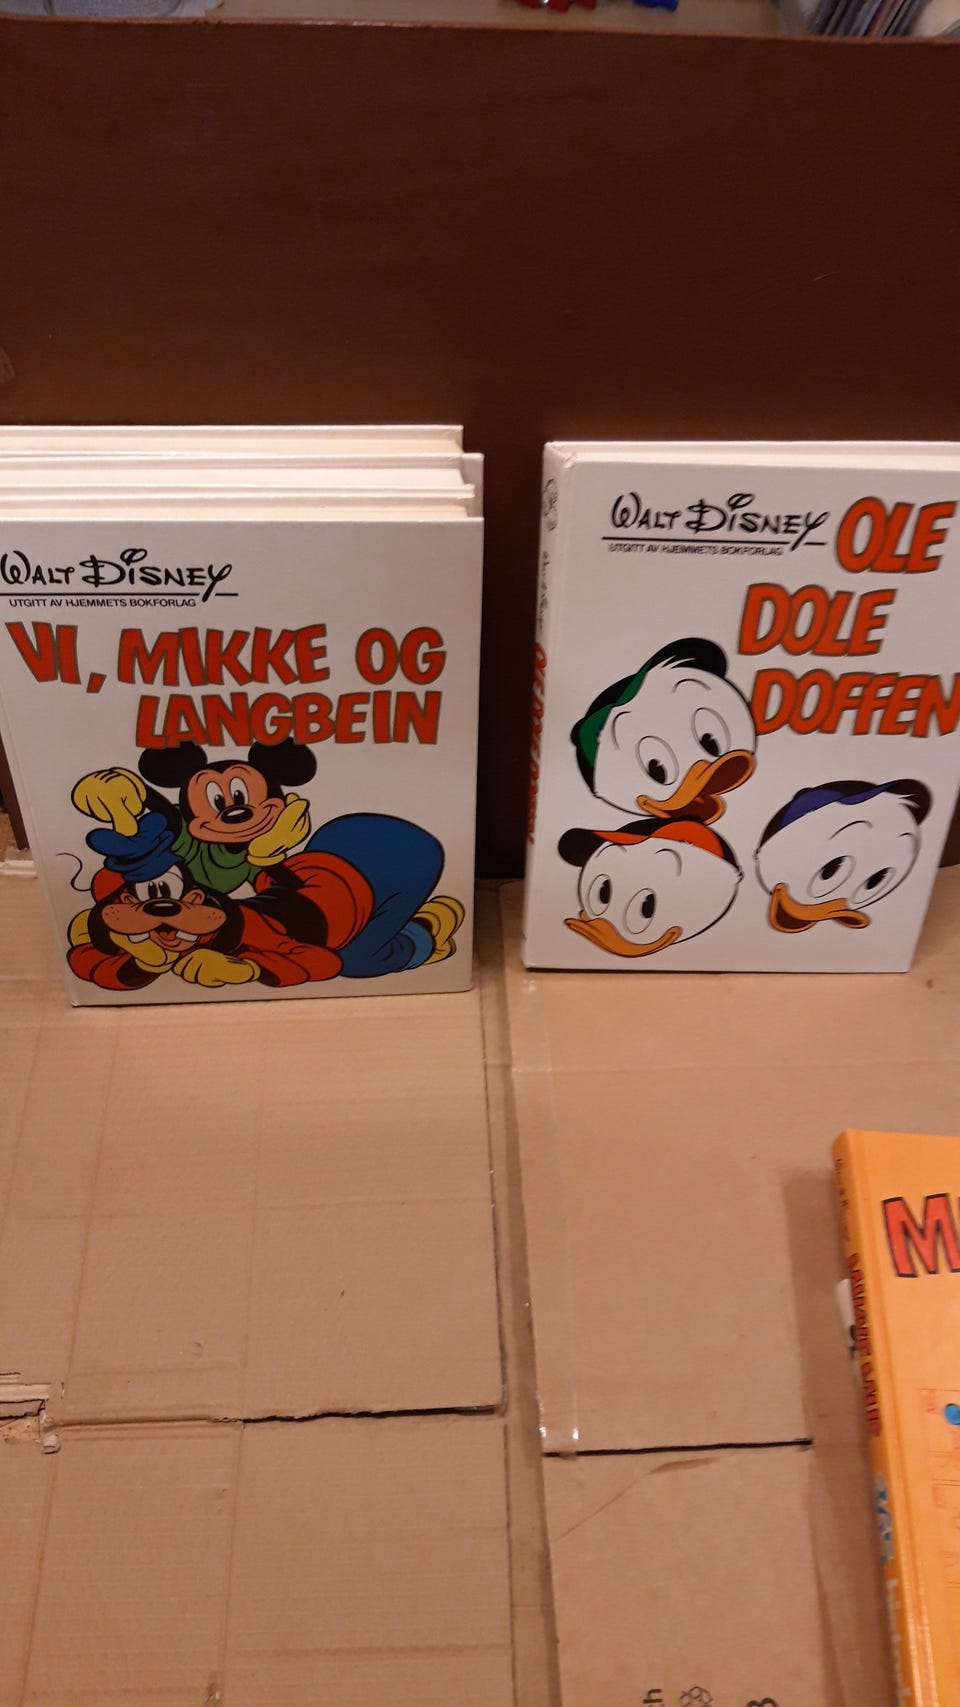 WALT DISNEY
UTGITT AV HJEMMETS BOKFORLAG
VI, MIKKE OG
LANGBEIN
WALT DISNEY
UTGITT AV HJEMMETS BOKFORLAG
OLE
DOLE
DOFFEN
M